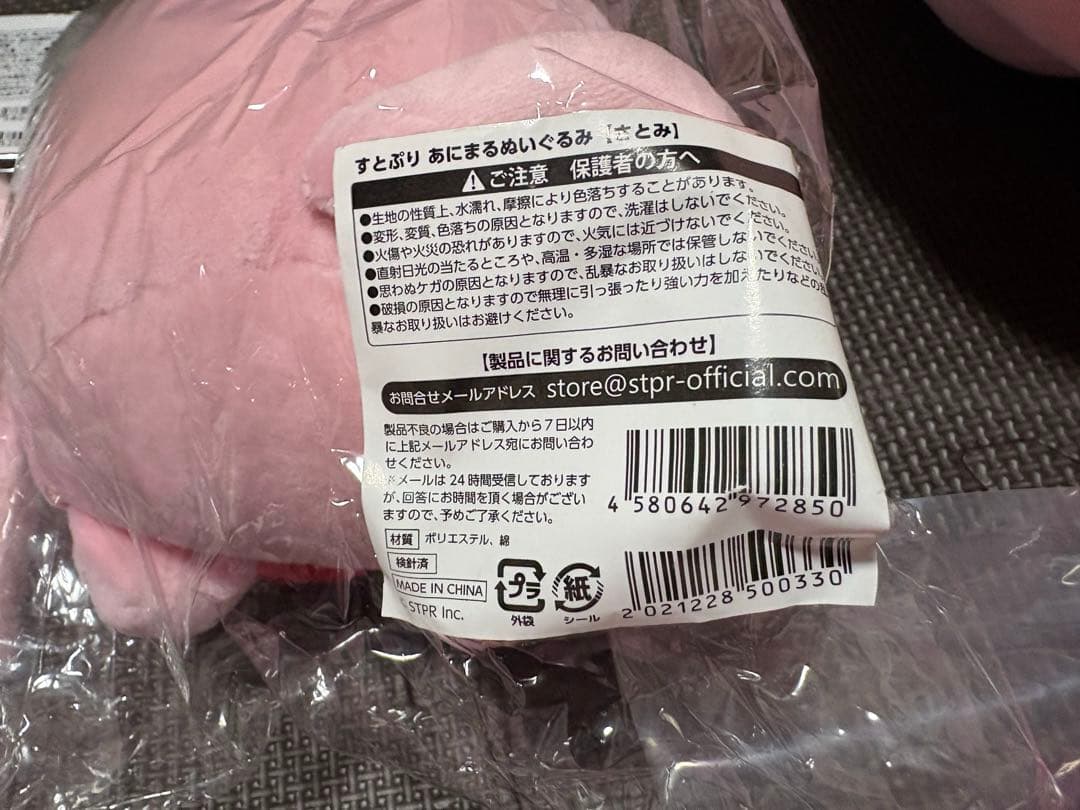 すとぷり あにまるぬいぐるみ 【さとみ】
ご注意 保護者の方へ
●生地の性質上、水濡れ、摩擦により色落ちすることがあります。
●変形、変質、色落ちの原因となりますので、洗濯はしないでください。
●火傷や火災の恐れがありますので、火気には近づけないでください。
●直射日光の当たるところや、高温・多湿な場所では保管しないでください
●思わぬケガの原因となりますので、乱暴なお取り扱いはしないでください
●破損の原因となりますので無理に引っ張ったり強い力を加えたりなどの
暴なお取り扱いはお避けください。
【製品に関するお問い合わせ】
お問合せメールアドレス store@stpr-official.com
製品不良の場合はご購入から7日以内
に上記メールアドレス宛にお問い合わ
せください。
※メールは24時間受信しております
が、回答にお時間を頂く場合がござい
ますので、予めご了承ください。
4 580642 972850
材質 ポリエステル、綿
検針済
MADE IN CHINA
© STPR Inc.
プラ
外袋
紙
シール
2 021228 500330